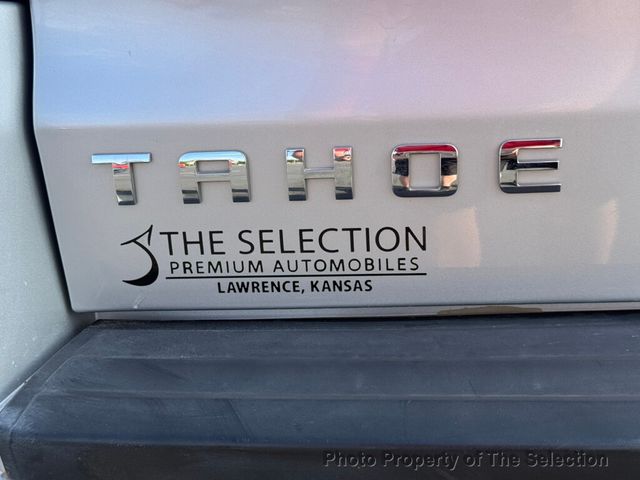 TAHOE
THE SELECTION
PREMIUM AUTOMOBILES
LAWRENCE, KANSAS
Photo Property of The Selection